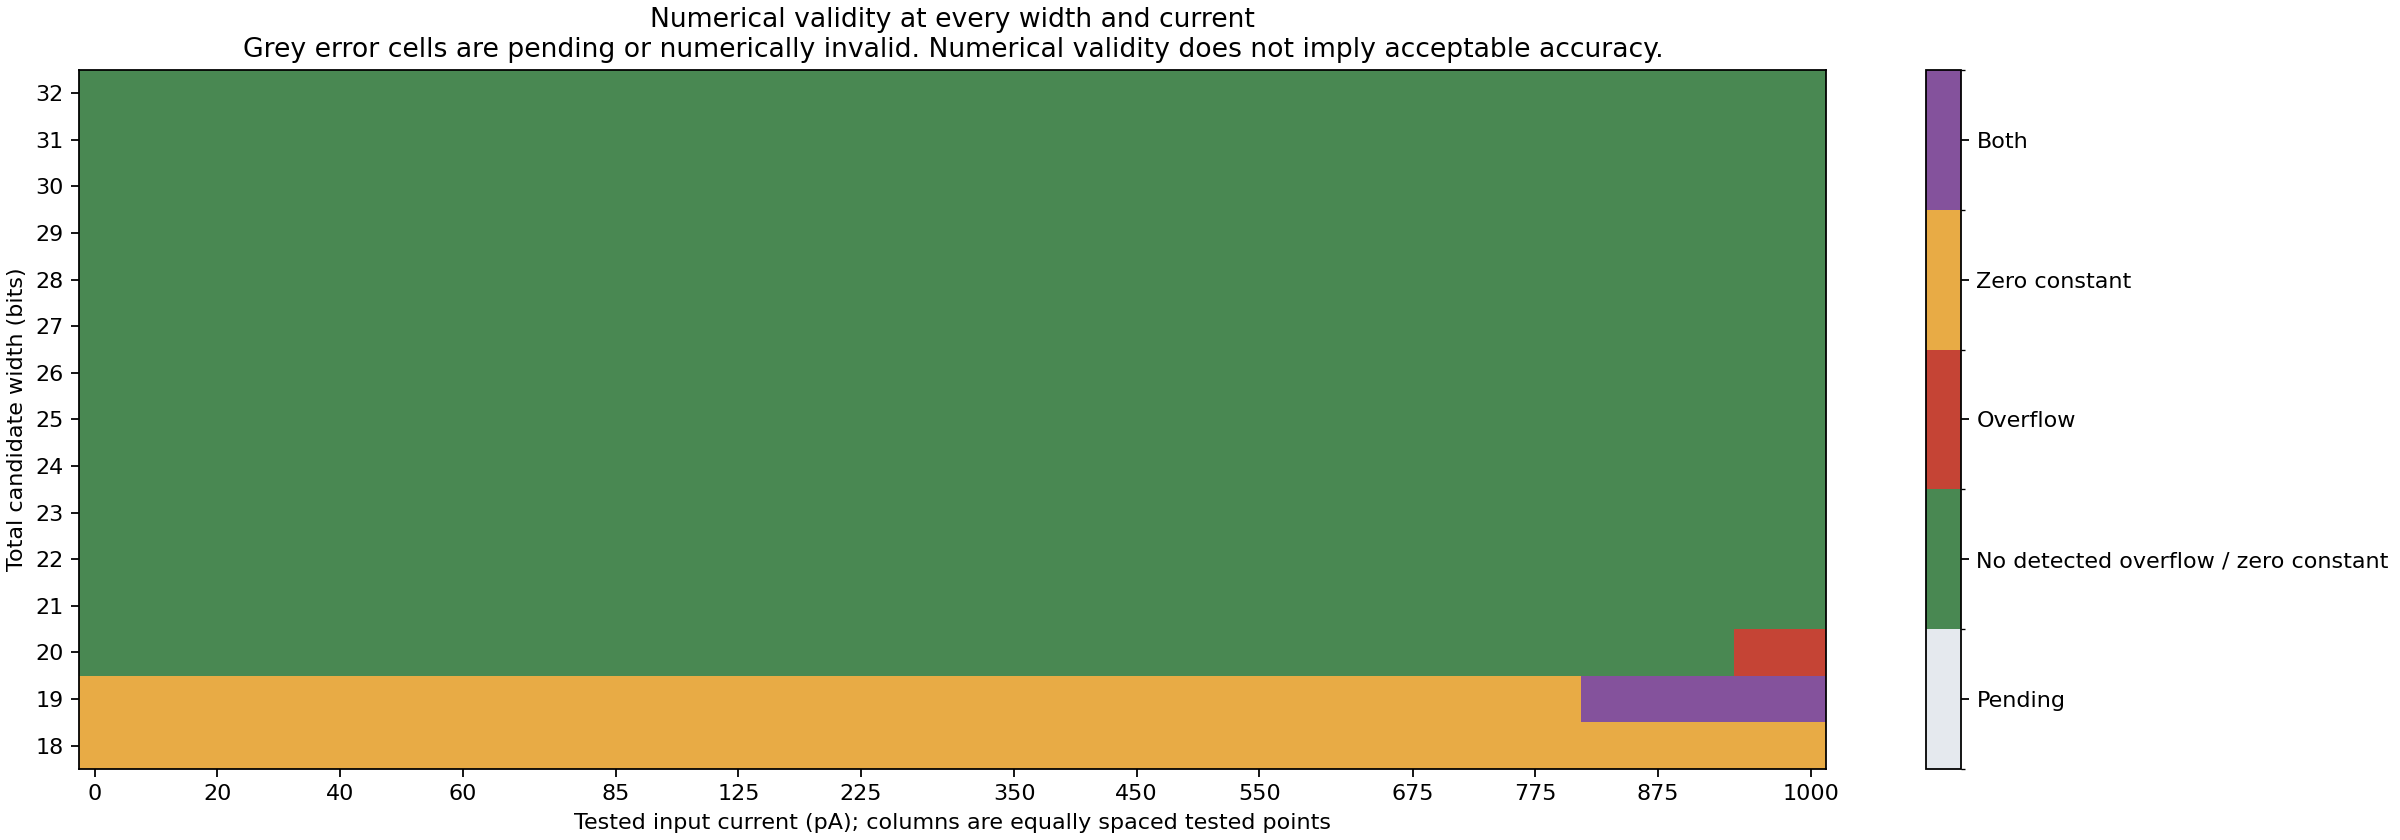 Numerical validity at every width and current
Grey error cells are pending or numerically invalid. Numerical validity does not imply acceptable accuracy.
Total candidate width (bits)
32
31
30
29
28
27
26
25
24
23
22
21
20
19
18
0 20 40 60 85 125 225 350 450 550 675 775 875 1000
Tested input current (pA); columns are equally spaced tested points
Both
Zero constant
Overflow
No detected overflow / zero constant
Pending